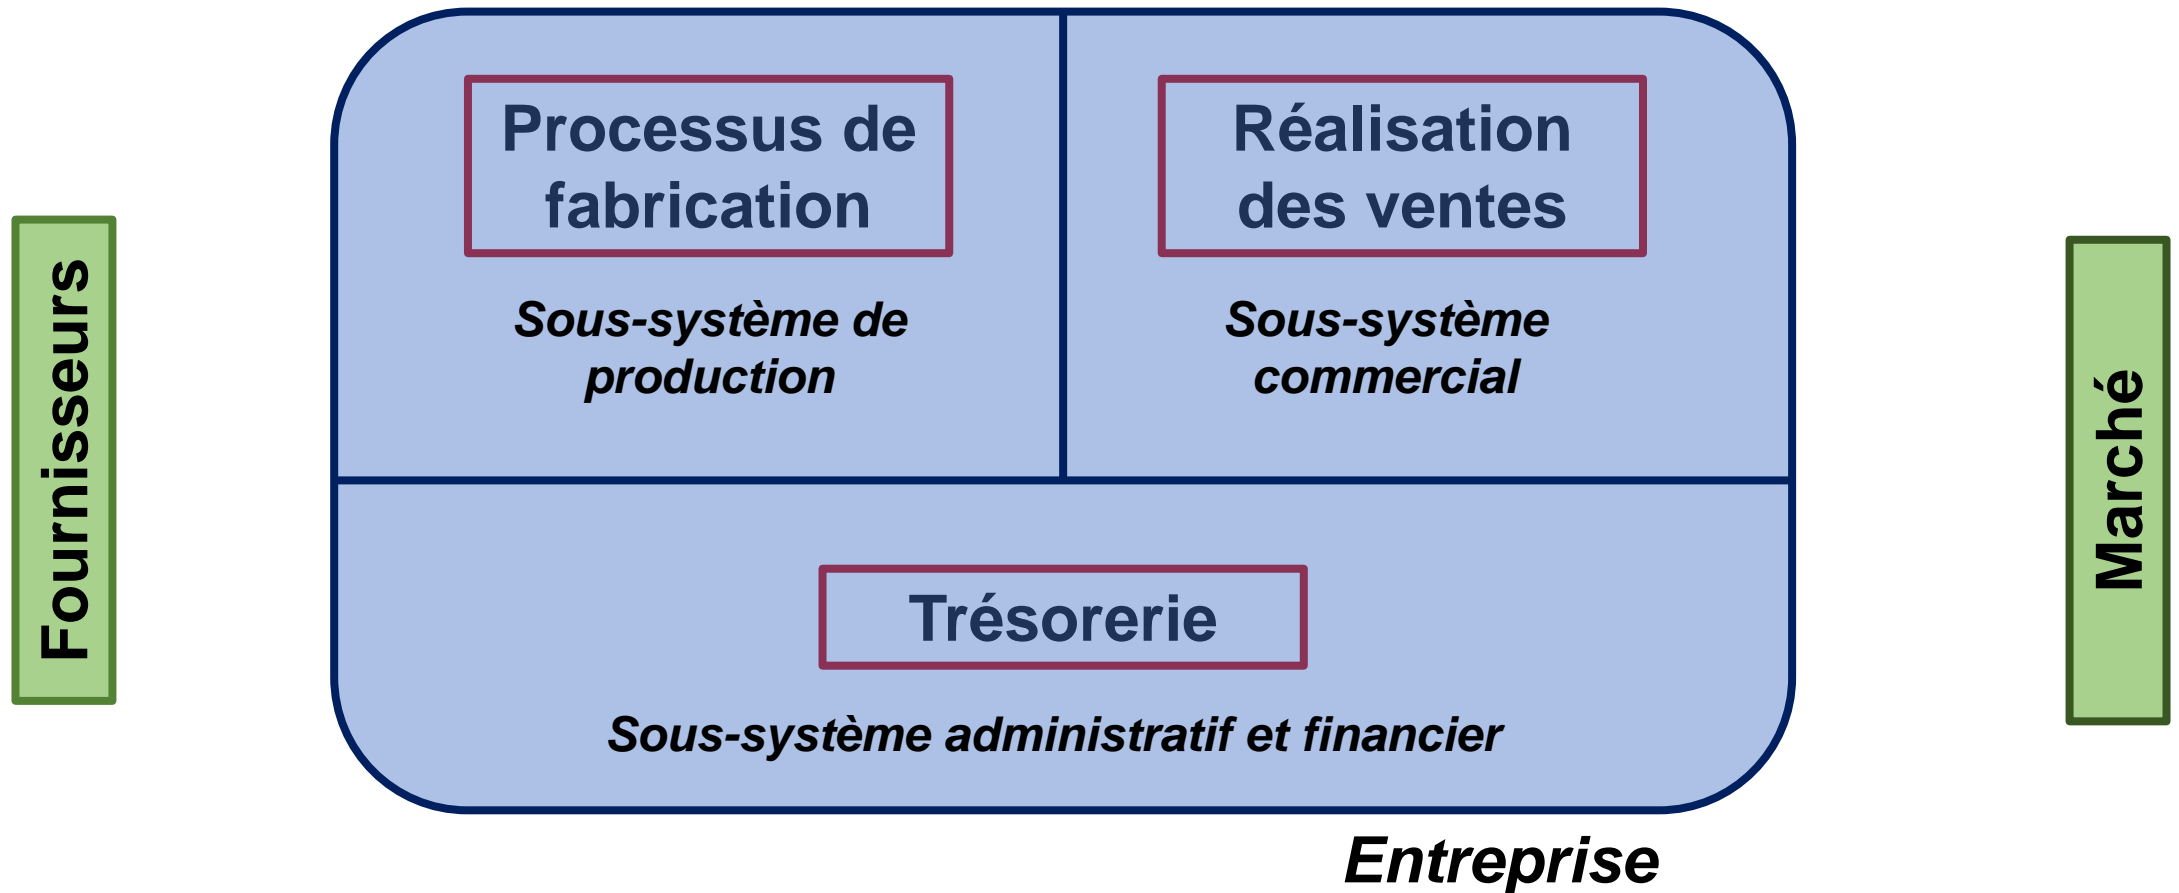 Fournisseurs
Processus de
fabrication
Sous-système de
production
Réalisation
des ventes
Sous-système
commercial
Trésorerie
Sous-système administratif et financier
Marché
Entreprise